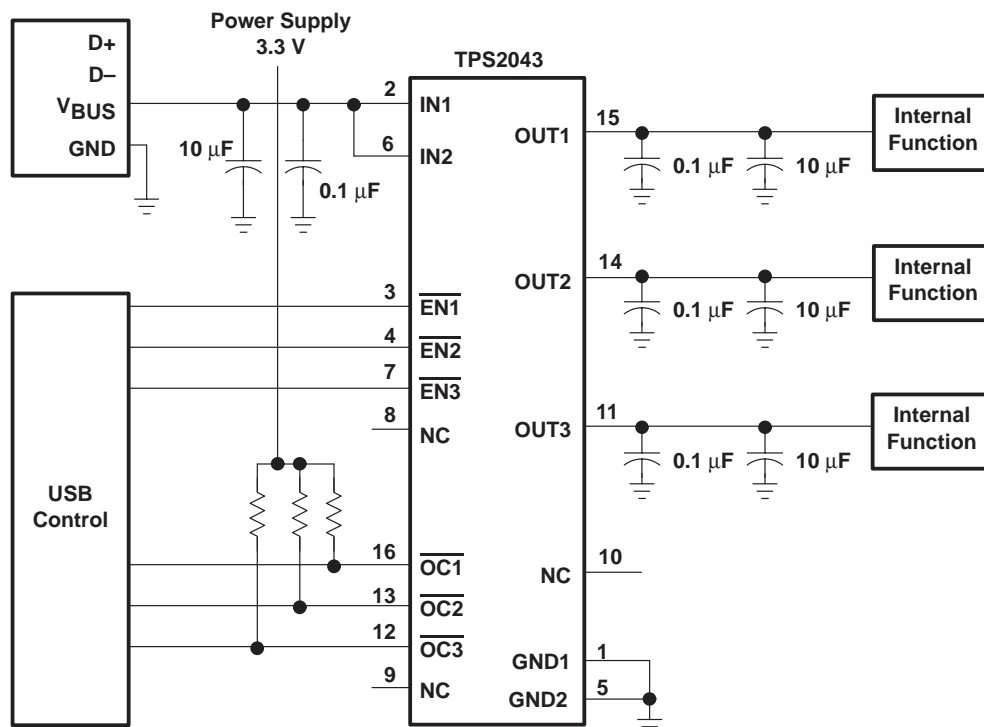 Power Supply
3.3 V
D+
D–
VBUS
GND
10 μF
0.1 μF
TPS2043
2
IN1
6
IN2
3
EN1
4
EN2
7
EN3
8
NC
16
OC1
13
OC2
12
OC3
9
NC
USB
Control
OUT1
15
0.1 μF
10 μF
Internal
Function
OUT2
14
0.1 μF
10 μF
Internal
Function
OUT3
11
0.1 μF
10 μF
Internal
Function
NC
10
GND1
1
GND2
5